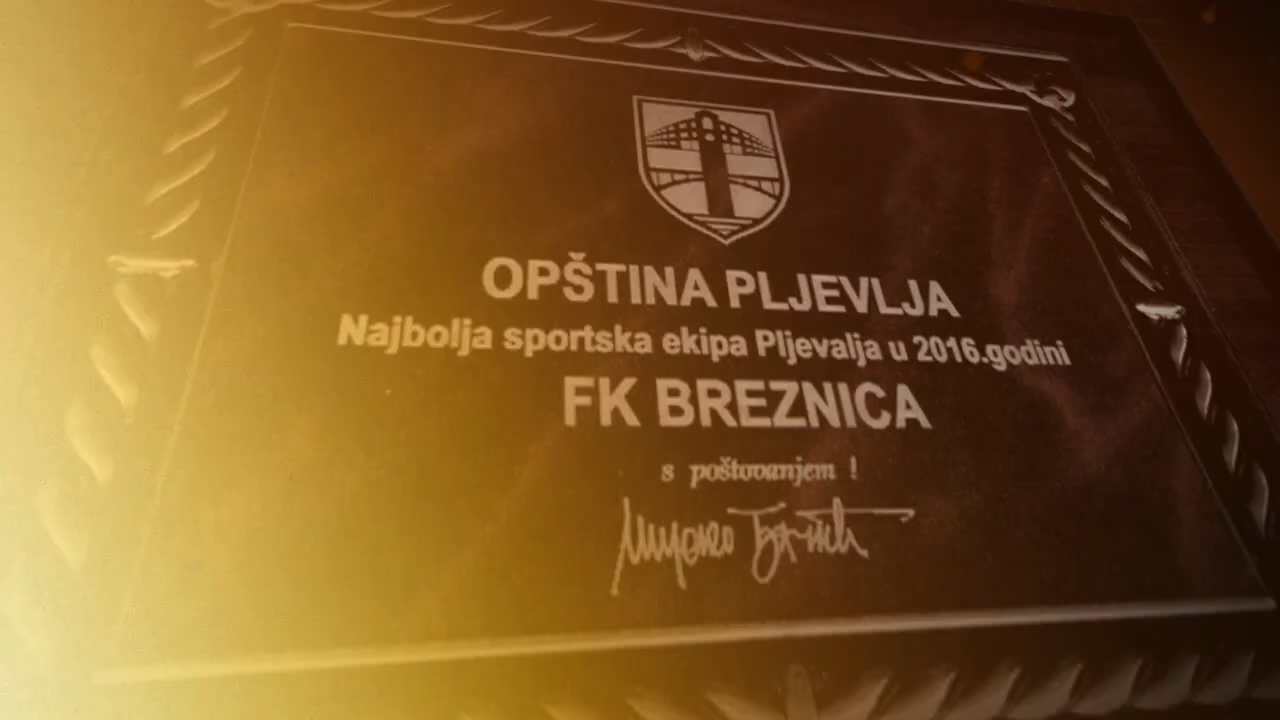 OPŠTINA PLJEVLJA
Najbolja sportska ekipa Pljevalja u 2016.godini
FK BREZNICA
s poštovanjem !